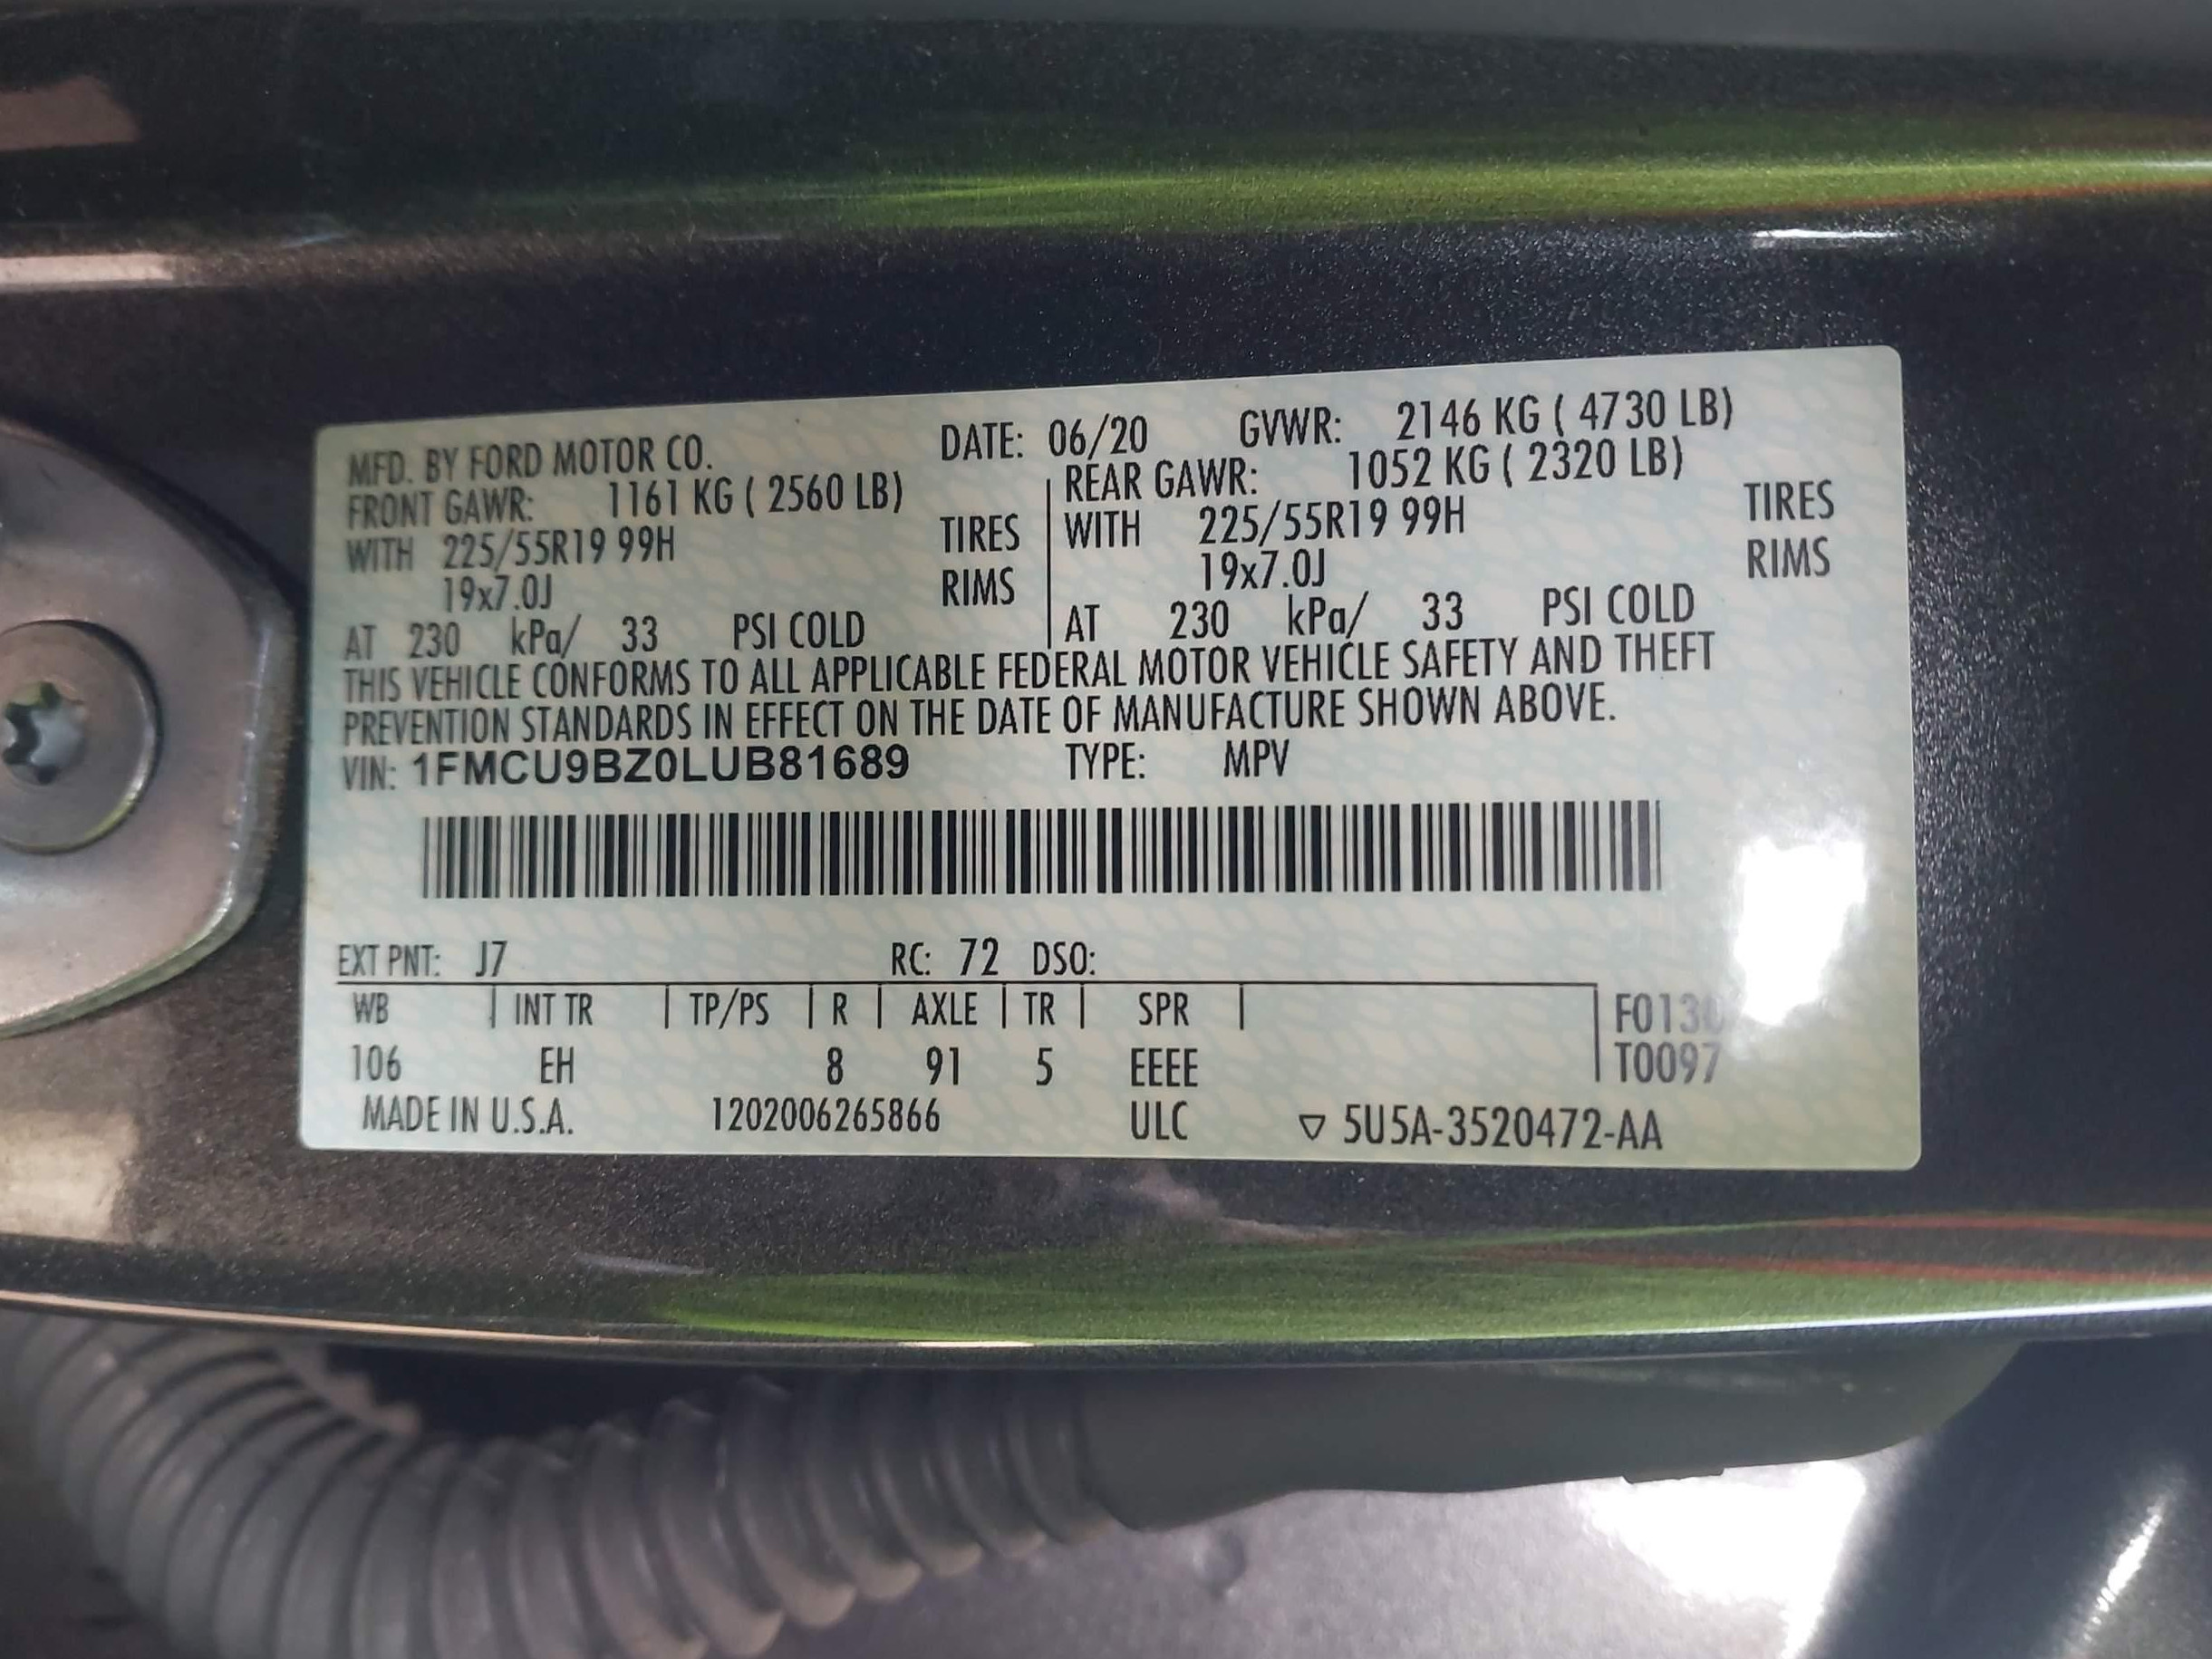 MFD. BY FORD MOTOR CO. DATE: 06/20 GVWR: 2146 KG ( 4730 LB)
FRONT GAWR: 1161 KG ( 2560 LB) REAR GAWR: 1052 KG ( 2320 LB)
WITH 225/55R19 99H TIRES WITH 225/55R19 99H TIRES
19x7.0J RIMS 19x7.0J RIMS
AT 230 kPa/ 33 PSI COLD AT 230 kPa/ 33 PSI COLD
THIS VEHICLE CONFORMS TO ALL APPLICABLE FEDERAL MOTOR VEHICLE SAFETY AND THEFT
PREVENTION STANDARDS IN EFFECT ON THE DATE OF MANUFACTURE SHOWN ABOVE.
VIN: 1FMCU9BZ0LUB81689 TYPE: MPV
EXT PNT: J7 RC: 72 DSO:
WB | INT TR | TP/PS | R | AXLE | TR | SPR |
106 EH 8 91 5 EEEE T0097
MADE IN U.S.A. 1202006265866 ULC ▽ 5U5A-3520472-AA